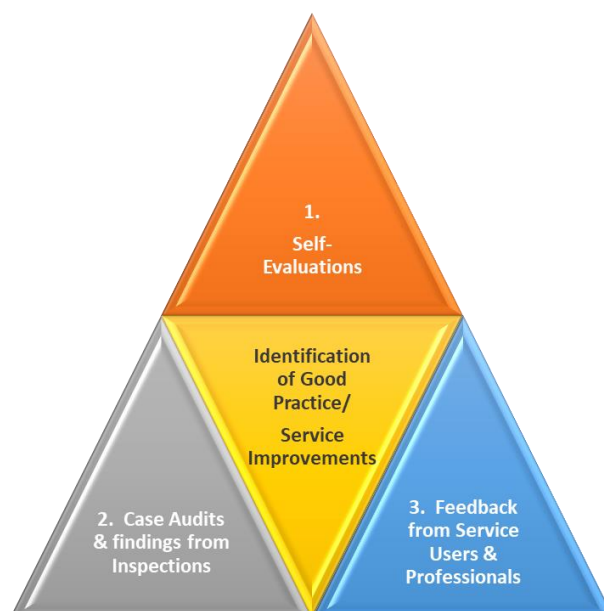 1.
Self-
Evaluations
Identification
of Good
Practice/
Service
Improvements
2. Case Audits
& findings from
Inspections
3. Feedback
from Service
Users &
Professionals